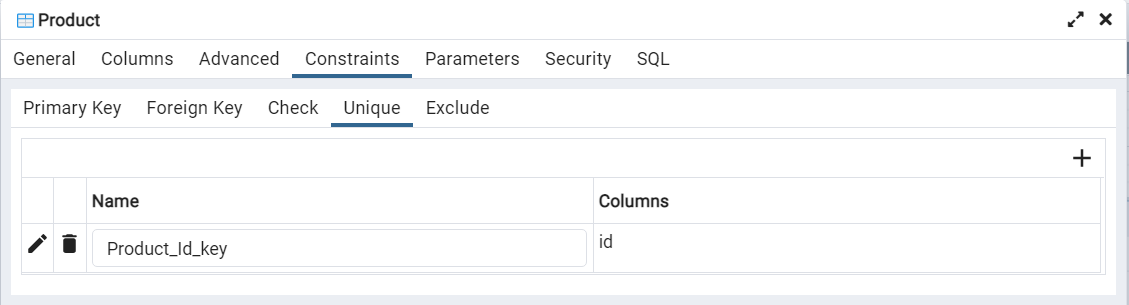 Product
General Columns Advanced Constraints Parameters Security SQL
Primary Key Foreign Key Check Unique Exclude
Name Columns
Product_Id_key id